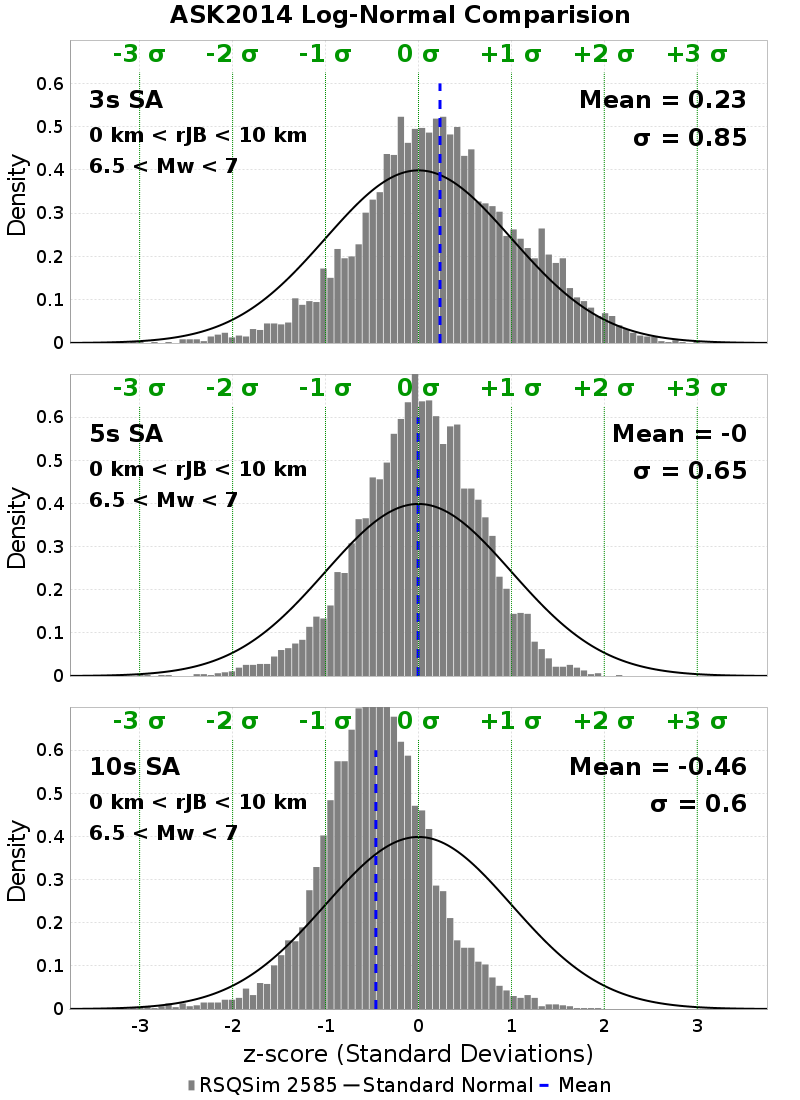 ASK2014 Log-Normal Comparision
-3 σ -2 σ -1 σ 0 σ +1 σ +2 σ +3 σ
3s SA
Mean = 0.23
0 km < rJB < 10 km
σ = 0.85
6.5 < Mw < 7
Density
0.6
0.5
0.4
0.3
0.2
0.1
0
-3 σ -2 σ -1 σ 0 σ +1 σ +2 σ +3 σ
5s SA
Mean = -0
0 km < rJB < 10 km
σ = 0.65
6.5 < Mw < 7
Density
0.6
0.5
0.4
0.3
0.2
0.1
0
-3 σ -2 σ -1 σ 0 σ +1 σ +2 σ +3 σ
10s SA
Mean = -0.46
0 km < rJB < 10 km
σ = 0.6
6.5 < Mw < 7
Density
0.6
0.5
0.4
0.3
0.2
0.1
0
-3 -2 -1 0 1 2 3
z-score (Standard Deviations)
RSQSim 2585 Standard Normal Mean